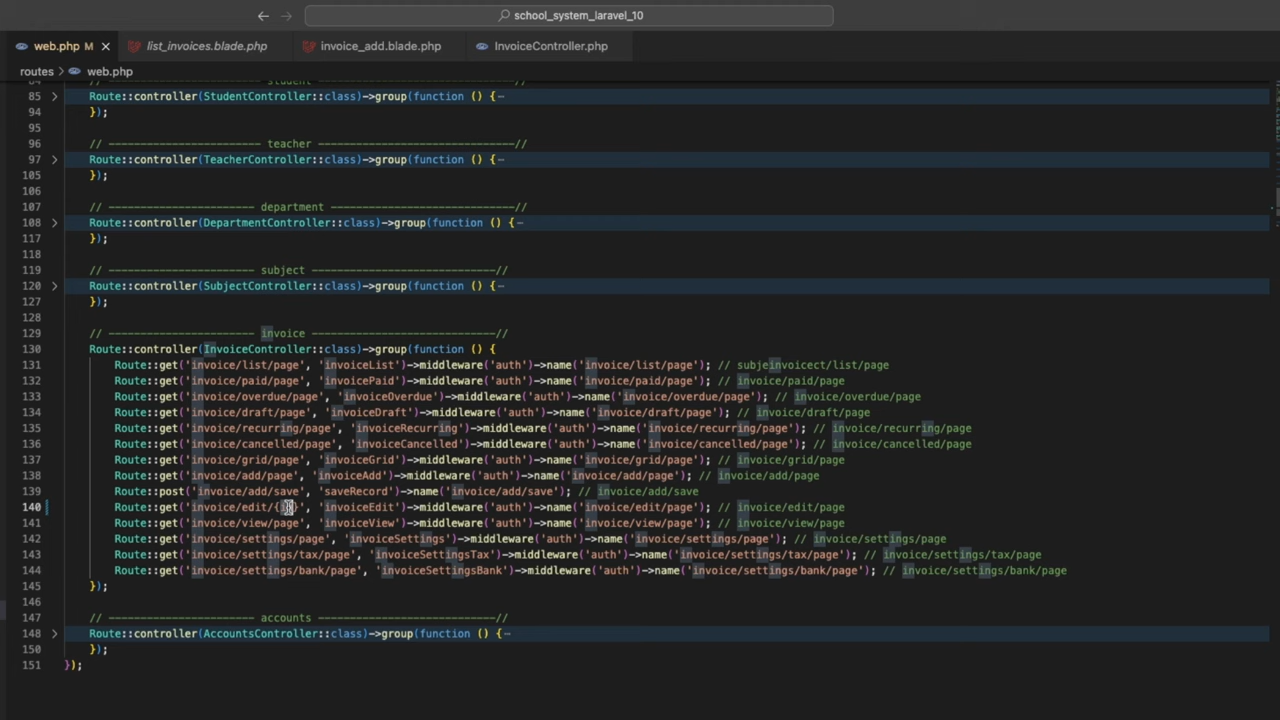 school_system_laravel_10
web.php M list_invoices.blade.php invoice_add.blade.php InvoiceController.php
routes > web.php
84 // ----------------------- student -------------------------------//
85 Route::controller(StudentController::class)->group(function () {
94 });
95
96 // ----------------------- teacher -------------------------------//
97 Route::controller(TeacherController::class)->group(function () {
105 });
106
107 // ----------------------- department -----------------------------//
108 Route::controller(DepartmentController::class)->group(function () {
117 });
118
119 // ----------------------- subject -----------------------------//
120 Route::controller(SubjectController::class)->group(function () {
127 });
128
129 // ----------------------- invoice -----------------------------//
130 Route::controller(InvoiceController::class)->group(function () {
131 Route::get('invoice/list/page', 'invoiceList')->middleware('auth')->name('invoice/list/page'); // subjeinvoicect/list/page
132 Route::get('invoice/paid/page', 'invoicePaid')->middleware('auth')->name('invoice/paid/page'); // invoice/paid/page
133 Route::get('invoice/overdue/page', 'invoiceOverdue')->middleware('auth')->name('invoice/overdue/page'); // invoice/overdue/page
134 Route::get('invoice/draft/page', 'invoiceDraft')->middleware('auth')->name('invoice/draft/page'); // invoice/draft/page
135 Route::get('invoice/recurring/page', 'invoiceRecurring')->middleware('auth')->name('invoice/recurring/page'); // invoice/recurring/page
136 Route::get('invoice/cancelled/page', 'invoiceCancelled')->middleware('auth')->name('invoice/cancelled/page'); // invoice/cancelled/page
137 Route::get('invoice/grid/page', 'invoiceGrid')->middleware('auth')->name('invoice/grid/page'); // invoice/grid/page
138 Route::get('invoice/add/page', 'invoiceAdd')->middleware('auth')->name('invoice/add/page'); // invoice/add/page
139 Route::post('invoice/add/save', 'saveRecord')->name('invoice/add/save'); // invoice/add/save
140 Route::get('invoice/edit/{}', 'invoiceEdit')->middleware('auth')->name('invoice/edit/page'); // invoice/edit/page
141 Route::get('invoice/view/page', 'invoiceView')->middleware('auth')->name('invoice/view/page'); // invoice/view/page
142 Route::get('invoice/settings/page', 'invoiceSettings')->middleware('auth')->name('invoice/settings/page'); // invoice/settings/page
143 Route::get('invoice/settings/tax/page', 'invoiceSettingsTax')->middleware('auth')->name('invoice/settings/tax/page'); // invoice/settings/tax/page
144 Route::get('invoice/settings/bank/page', 'invoiceSettingsBank')->middleware('auth')->name('invoice/settings/bank/page'); // invoice/settings/bank/page
145 });
146
147 // ----------------------- accounts -----------------------------//
148 Route::controller(AccountsController::class)->group(function () {
150 });
151 });